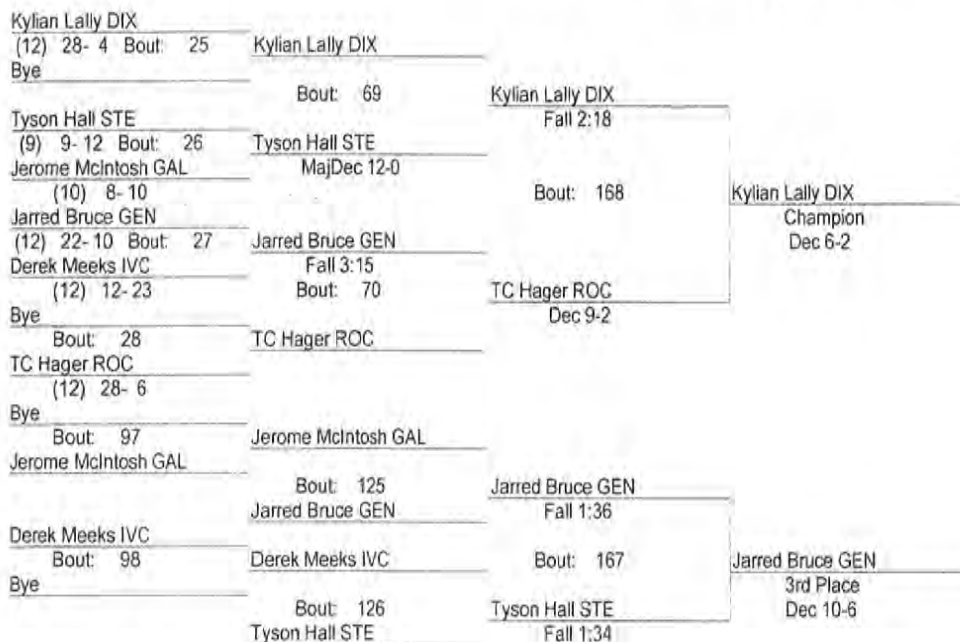 Kylian Lally DIX
(12) 28- 4 Bout: 25
Bye
Tyson Hall STE
(9) 9- 12 Bout: 26
Jerome McIntosh GAL
(10) 8- 10
Jarred Bruce GEN
(12) 22- 10 Bout: 27
Derek Meeks IVC
(12) 12- 23
Bye
Bout: 28
TC Hager ROC
(12) 28- 6
Bye
Bout: 97
Jerome McIntosh GAL
Derek Meeks IVC
Bout: 98
Bye
Kylian Lally DIX
Bout: 69
Tyson Hall STE
MajDec 12-0
Jarred Bruce GEN
Fall 3:15
Bout: 70
TC Hager ROC
Jerome McIntosh GAL
Bout: 125
Jarred Bruce GEN
Derek Meeks IVC
Bout: 126
Tyson Hall STE
Kylian Lally DIX
Fall 2:18
Bout: 168
TC Hager ROC
Dec 9-2
Jarred Bruce GEN
Fall 1:36
Bout: 167
Tyson Hall STE
Fall 1:34
Kylian Lally DIX
Champion
Dec 6-2
Jarred Bruce GEN
3rd Place
Dec 10-6